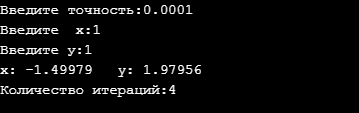 Введите точность:0.0001
Введите  x:1
Введите y:1
x: -1.49979   y: 1.97956
Количество итераций:4